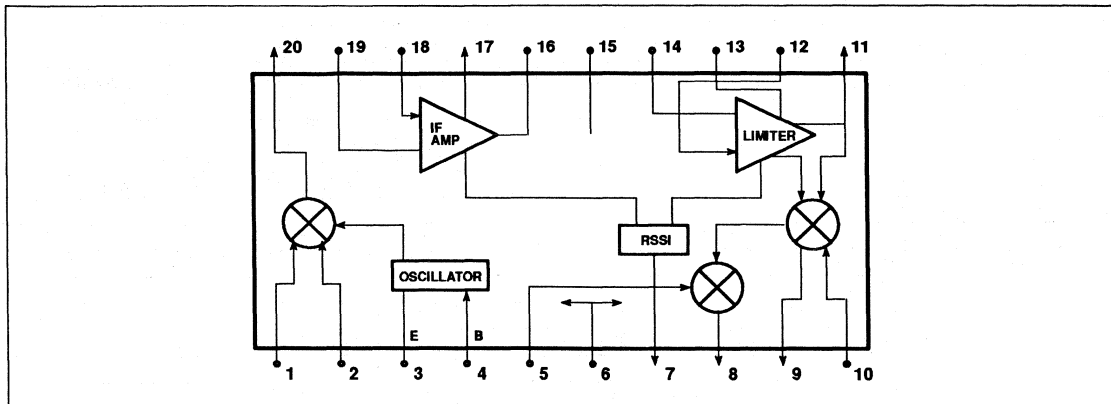 20 19 18 17 16 15 14 13 12 11
IF
AMP
LIMITER
RSSI
OSCILLATOR
E B
1 2 3 4 5 6 7 8 9 10